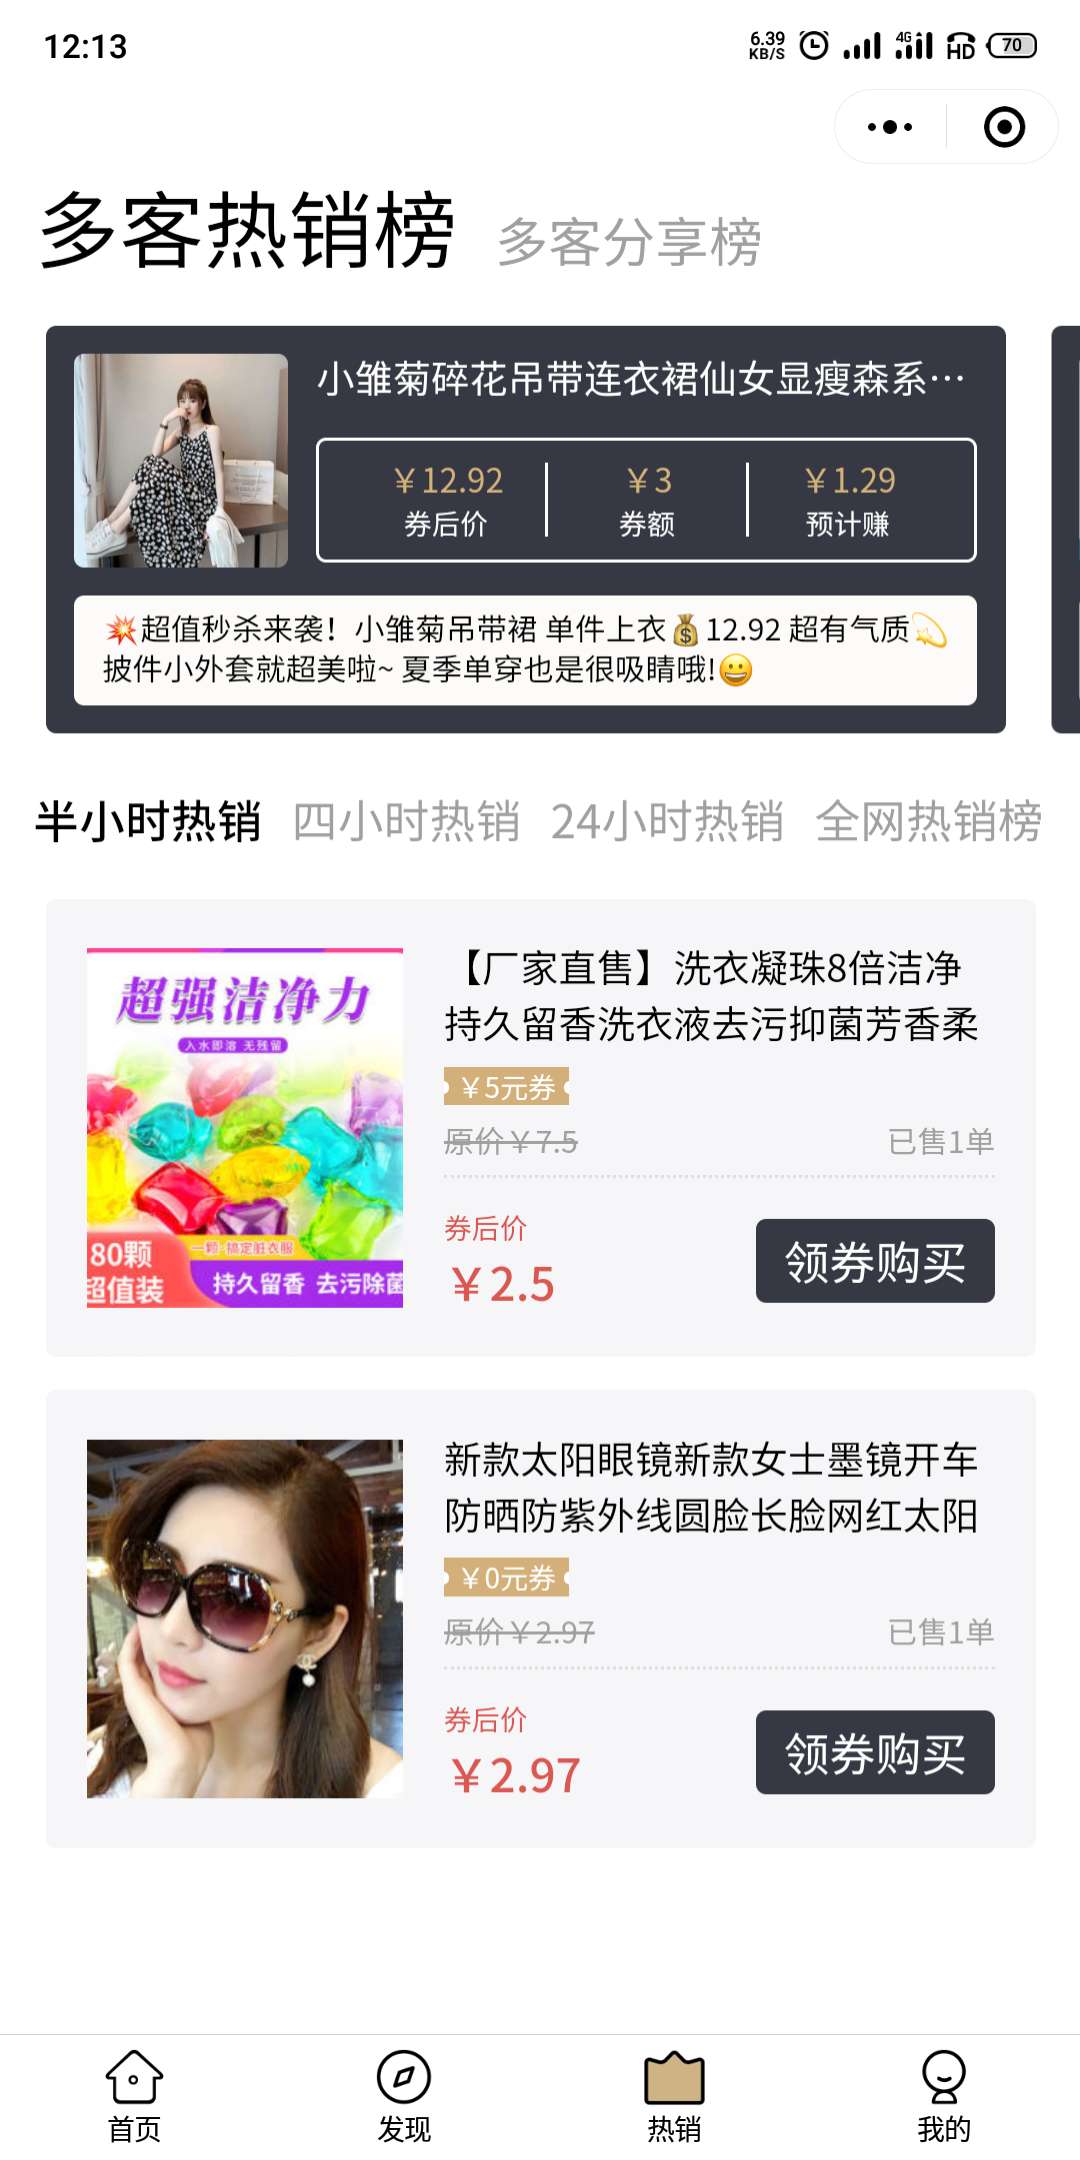 12:13
6.39 KB/S
4G
HD
70
多客热销榜 多客分享榜
小雏菊碎花吊带连衣裙仙女显瘦森系…
￥12.92 ￥3 ￥1.29
券后价 券额 预计赚
💥超值秒杀来袭！小雏菊吊带裙 单件上衣💰12.92 超有气质💫
披件小外套就超美啦~ 夏季单穿也是很吸睛哦!😀
半小时热销 四小时热销 24小时热销 全网热销榜
超强洁净力
入水即溶 无残留
80颗
超值装
一颗 搞定脏衣服
持久留香 去污除菌
【厂家直售】洗衣凝珠8倍洁净
持久留香洗衣液去污抑菌芳香柔
￥5元券
原价￥7.5 已售1单
券后价
￥2.5
领券购买
新款太阳眼镜新款女士墨镜开车
防晒防紫外线圆脸长脸网红太阳
￥0元券
原价￥2.97 已售1单
券后价
￥2.97
领券购买
首页 发现 热销 我的